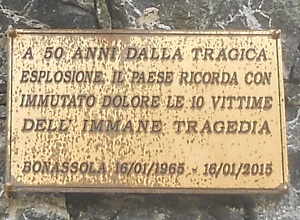 A 50 ANNI DALLA TRAGICA
ESPLOSIONE, IL PAESE RICORDA CON
IMMUTATO DOLORE LE 10 VITTIME
DELL' IMMANE TRAGEDIA
BONASSOLA 16/01/1965 - 16/01/2015